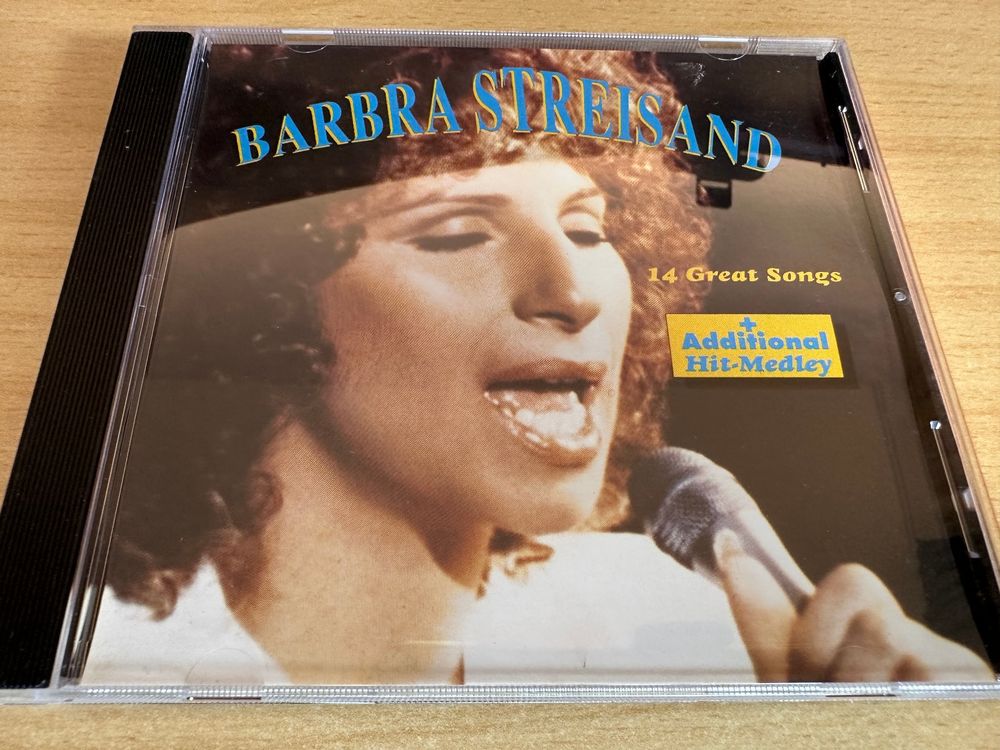 BARBRA STREISAND
14 Great Songs
+
Additional
Hit-Medley